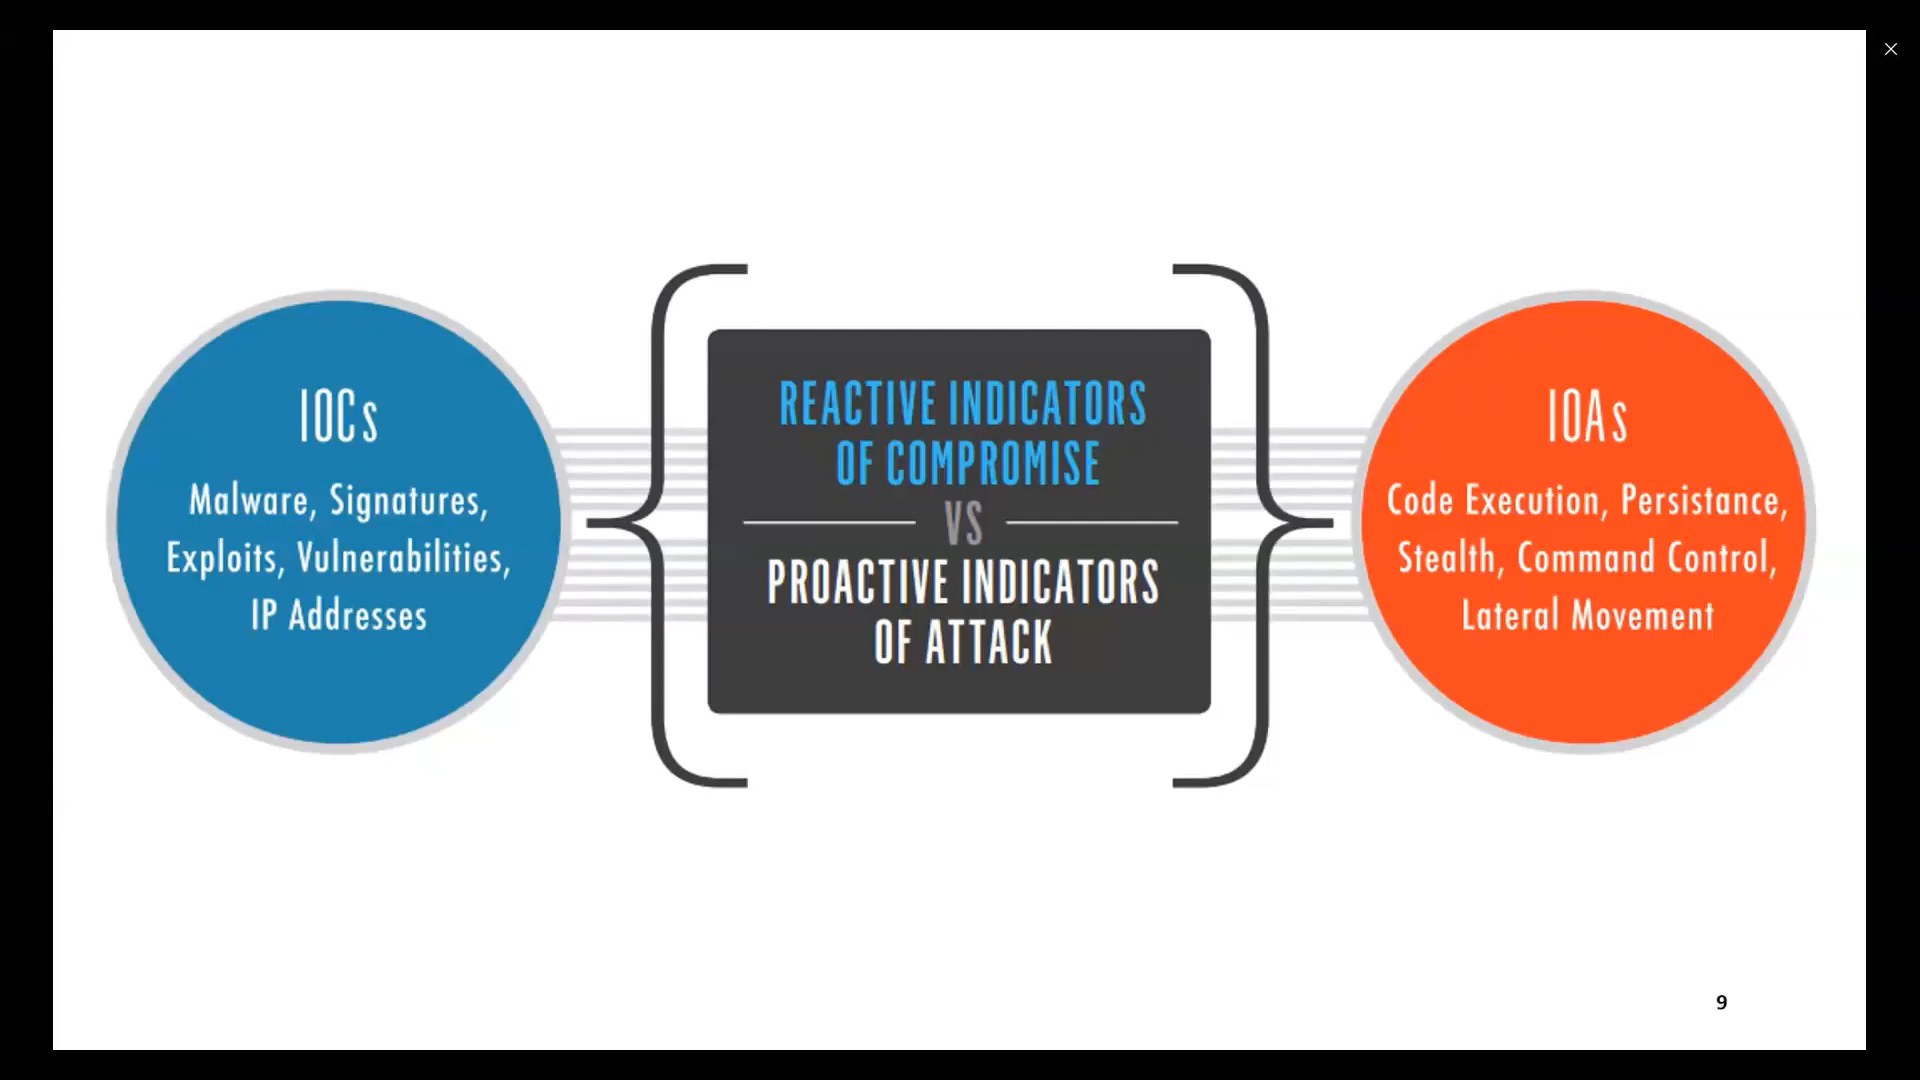 IOCs
Malware, Signatures,
Exploits, Vulnerabilities,
IP Addresses
REACTIVE INDICATORS
OF COMPROMISE
VS
PROACTIVE INDICATORS
OF ATTACK
IOAs
Code Execution, Persistance,
Stealth, Command Control,
Lateral Movement
9